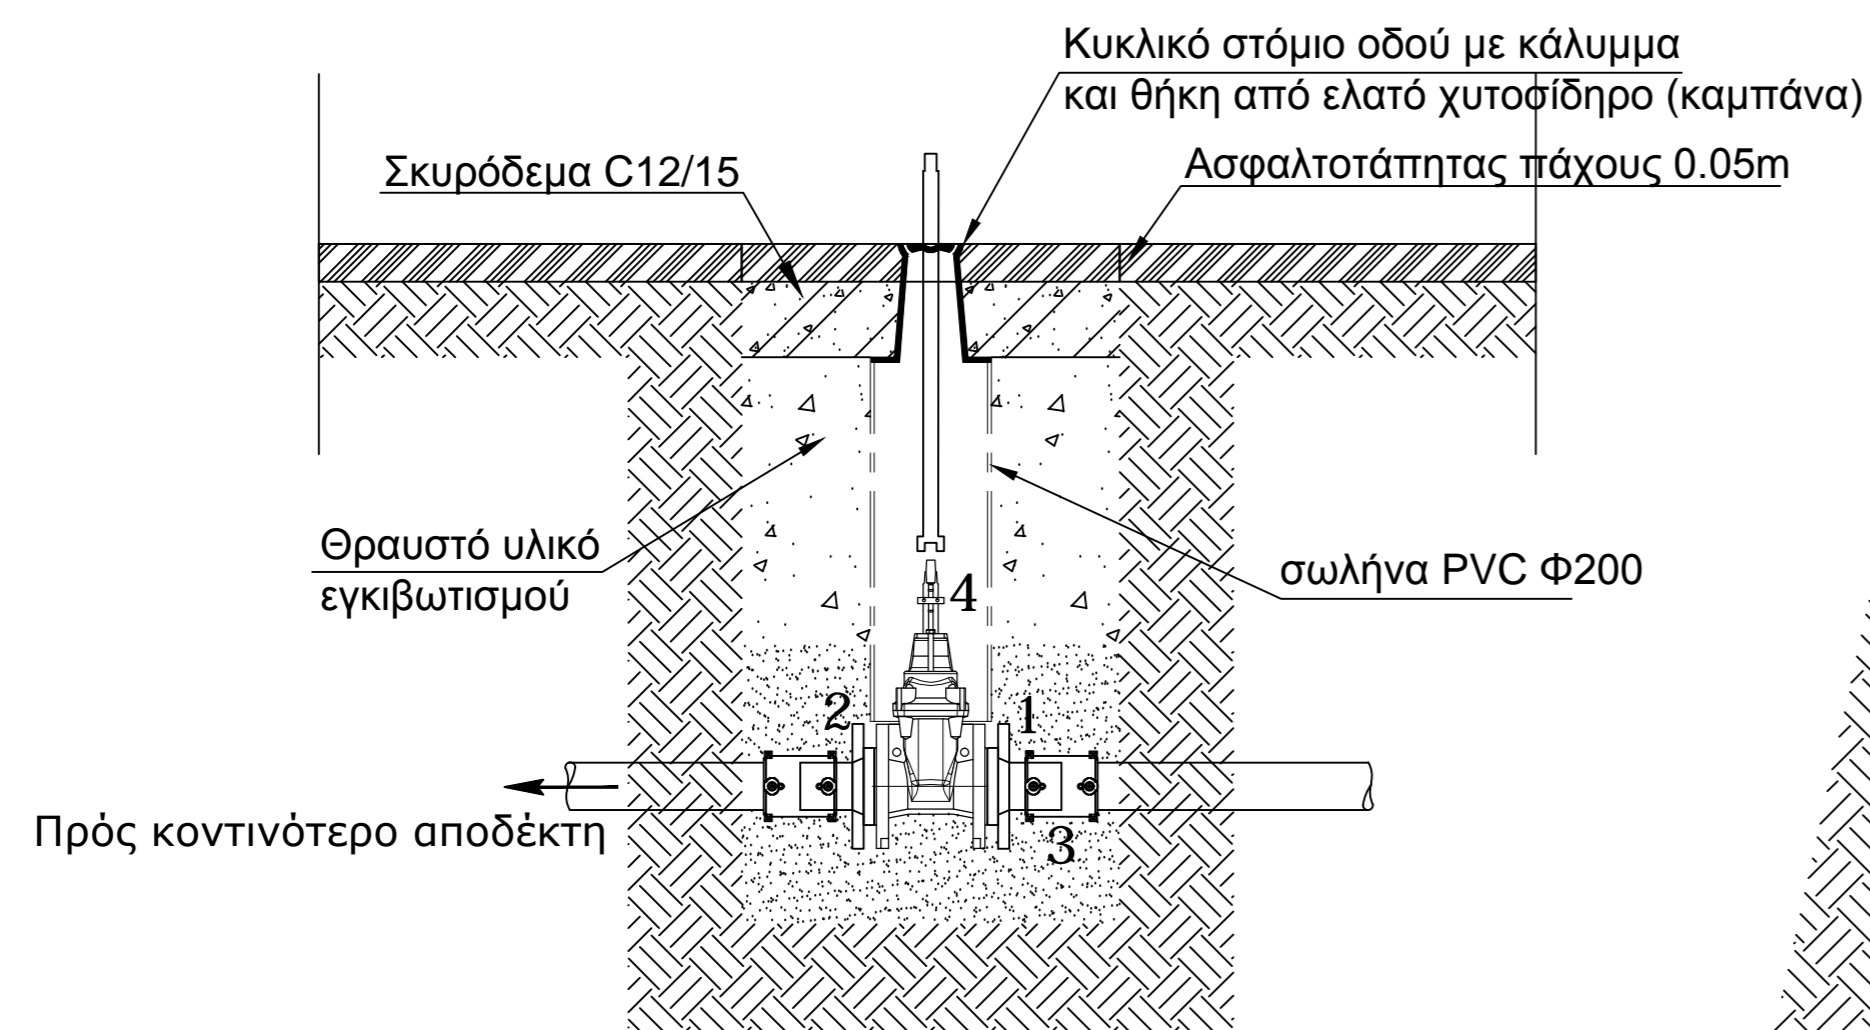 Κυκλικό στόμιο οδού με κάλυμμα
και θήκη από ελατό χυτοσίδηρο (καμπάνα)
Σκυρόδεμα C12/15
Ασφαλτοτάπητας πάχους 0.05m
Θραυστό υλικό
εγκιβωτισμού
σωλήνα PVC Φ200
4
2
1
3
Πρός κοντινότερο αποδέκτη